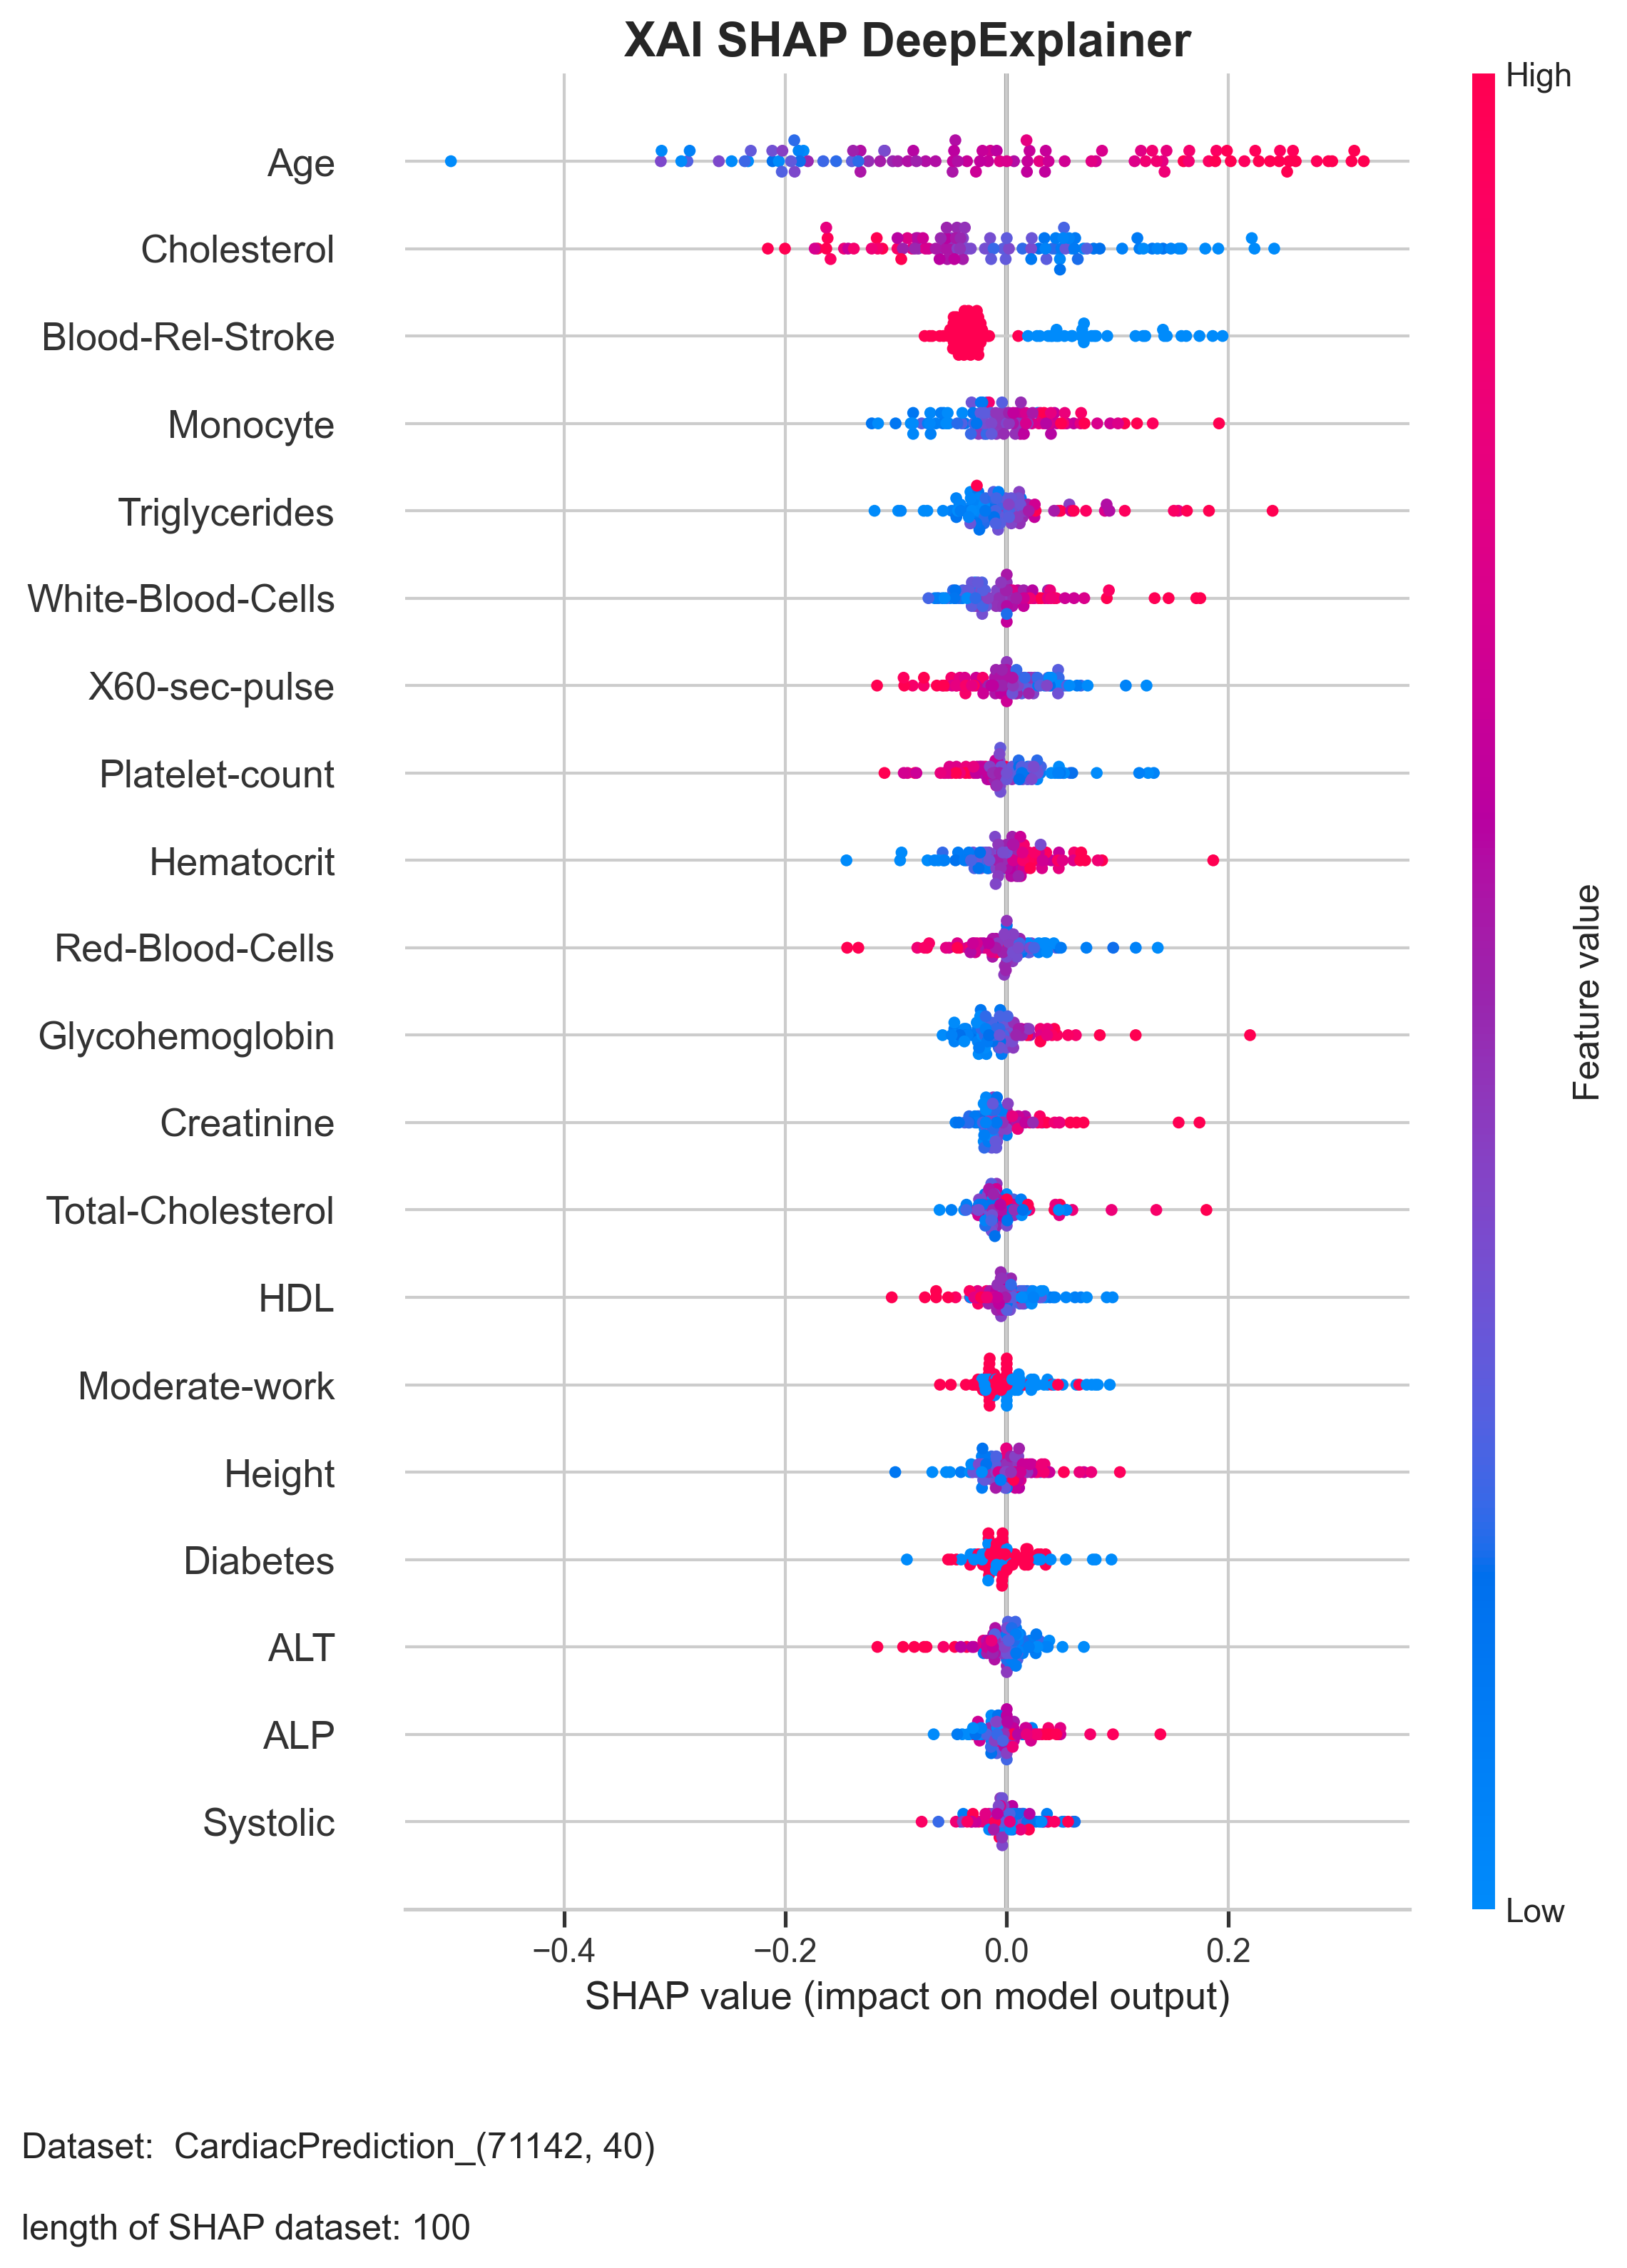 XAI SHAP DeepExplainer
High
Age
Cholesterol
Blood-Rel-Stroke
Monocyte
Triglycerides
White-Blood-Cells
X60-sec-pulse
Platelet-count
Hematocrit
Red-Blood-Cells
Glycohemoglobin
Creatinine
Total-Cholesterol
HDL
Moderate-work
Height
Diabetes
ALT
ALP
Systolic
Feature value
Low
−0.4 −0.2 0.0 0.2
SHAP value (impact on model output)
Dataset: CardiacPrediction_(71142, 40)
length of SHAP dataset: 100